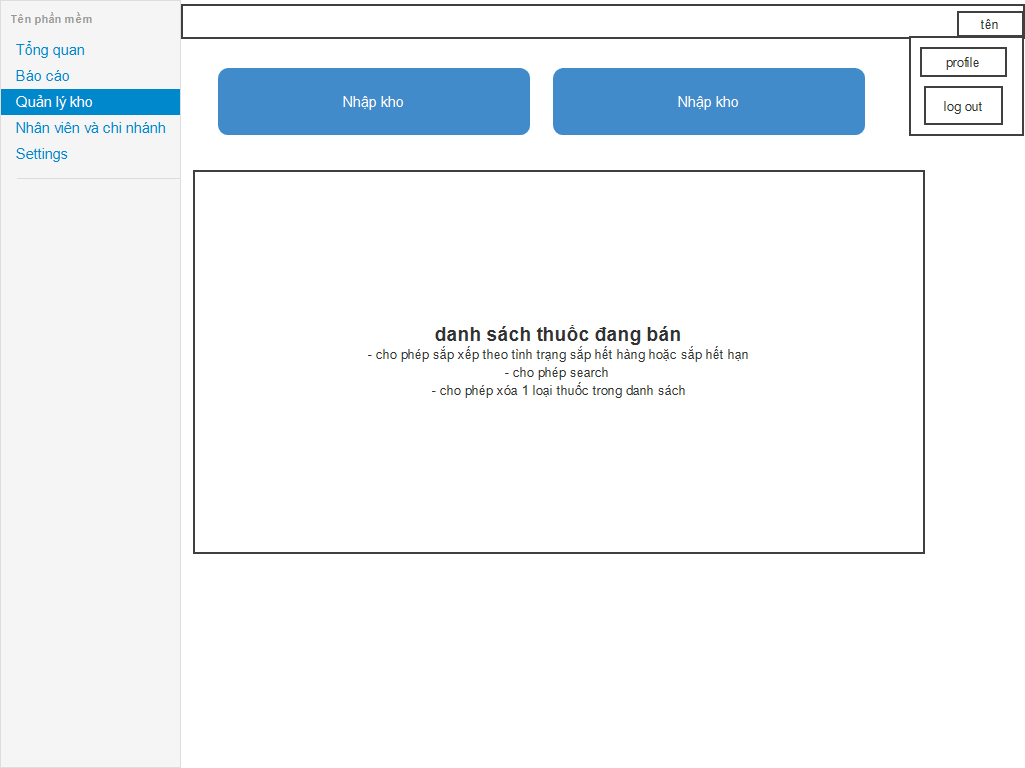 Tên phần mềm
Tổng quan
Báo cáo
Quản lý kho
Nhân viên và chi nhánh
Settings
tên
profile
log out
Nhập kho
Nhập kho
danh sách thuốc đang bán
- cho phép sắp xếp theo tình trạng sắp hết hàng hoặc sắp hết hạn
- cho phép search
- cho phép xóa 1 loại thuốc trong danh sách